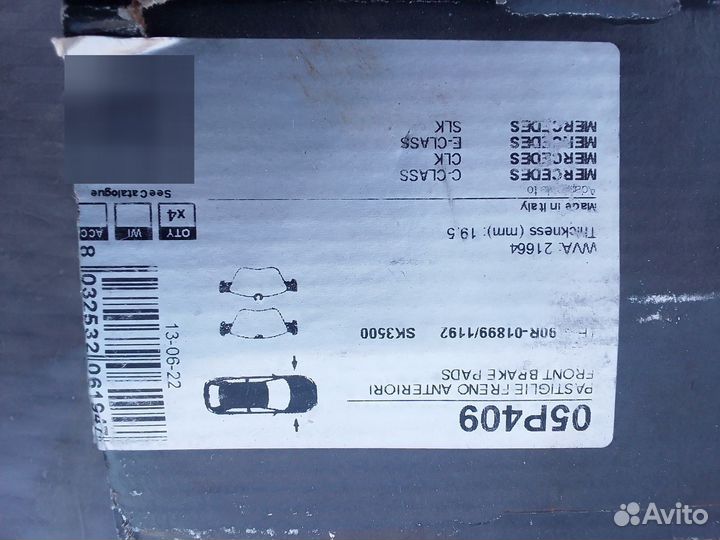 05P409
PASTIGLIE FRENO ANTERIORI
FRONT BRAKE PADS
90R-01899/1192 SK3500
WVA: 21664
Thickness (mm): 19.5
Made in Italy
MERCEDES C-CLASS
MERCEDES CLK
MERCEDES E-CLASS
MERCEDES SLK
QTY WI ACC
x4
See Catalogue
13-06-22
8 032532 06194
Avito